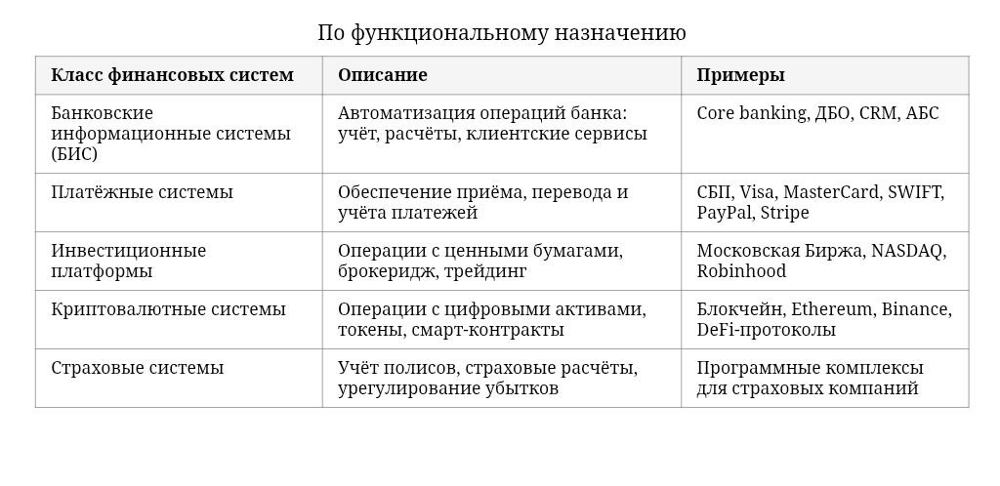 По функциональному назначению
Класс финансовых систем
Описание
Примеры
Банковские
информационные системы
(БИС)
Автоматизация операций банка:
учёт, расчёты, клиентские сервисы
Core banking, ДБО, CRM, АБС
Платёжные системы
Обеспечение приёма, перевода и
учёта платежей
СБП, Visa, MasterCard, SWIFT,
PayPal, Stripe
Инвестиционные
платформы
Операции с ценными бумагами,
брокеридж, трейдинг
Московская Биржа, NASDAQ,
Robinhood
Криптовалютные системы
Операции с цифровыми активами,
токены, смарт-контракты
Блокчейн, Ethereum, Binance,
DeFi-протоколы
Страховые системы
Учёт полисов, страховые расчёты,
урегулирование убытков
Программные комплексы
для страховых компаний